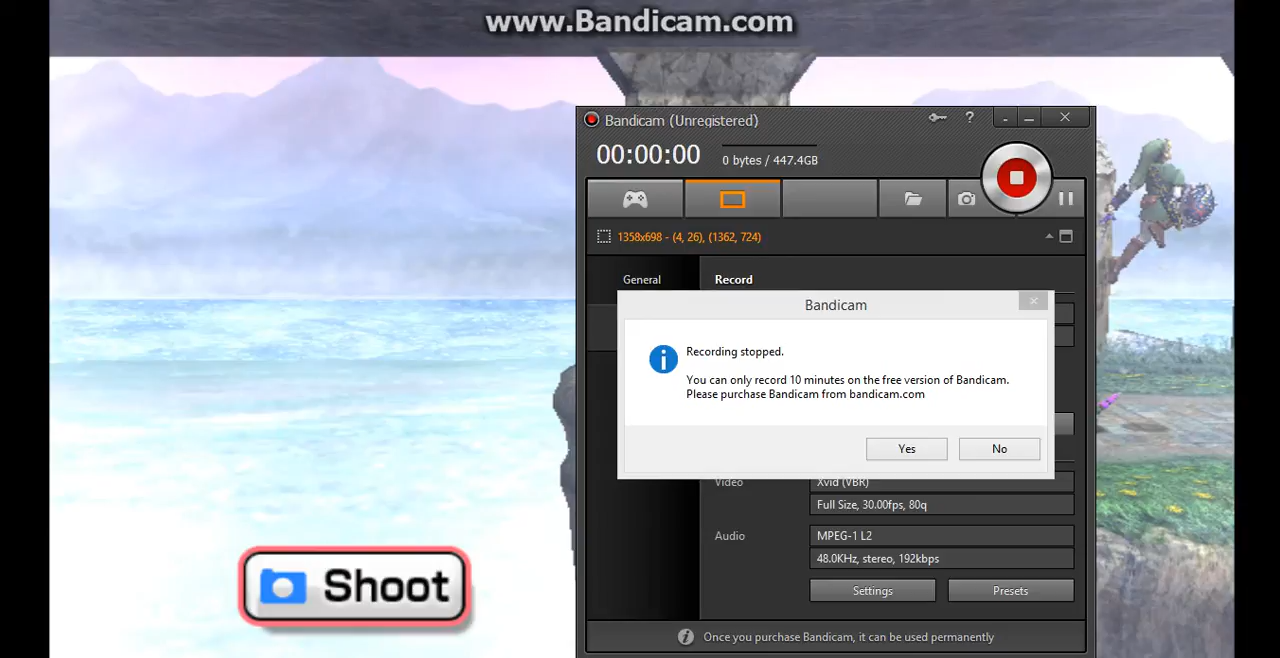 www.Bandicam.com
Bandicam (Unregistered)
?
00:00:00
0 bytes / 447.4GB
1358x698 - (4, 26), (1362, 724)
General
Record
Bandicam
Recording stopped.
You can only record 10 minutes on the free version of Bandicam.
Please purchase Bandicam from bandicam.com
Yes
No
Video
Xvid (VBR)
Full Size, 30.00fps, 80q
Audio
MPEG-1 L2
48.0KHz, stereo, 192kbps
Settings
Presets
Once you purchase Bandicam, it can be used permanently
Shoot